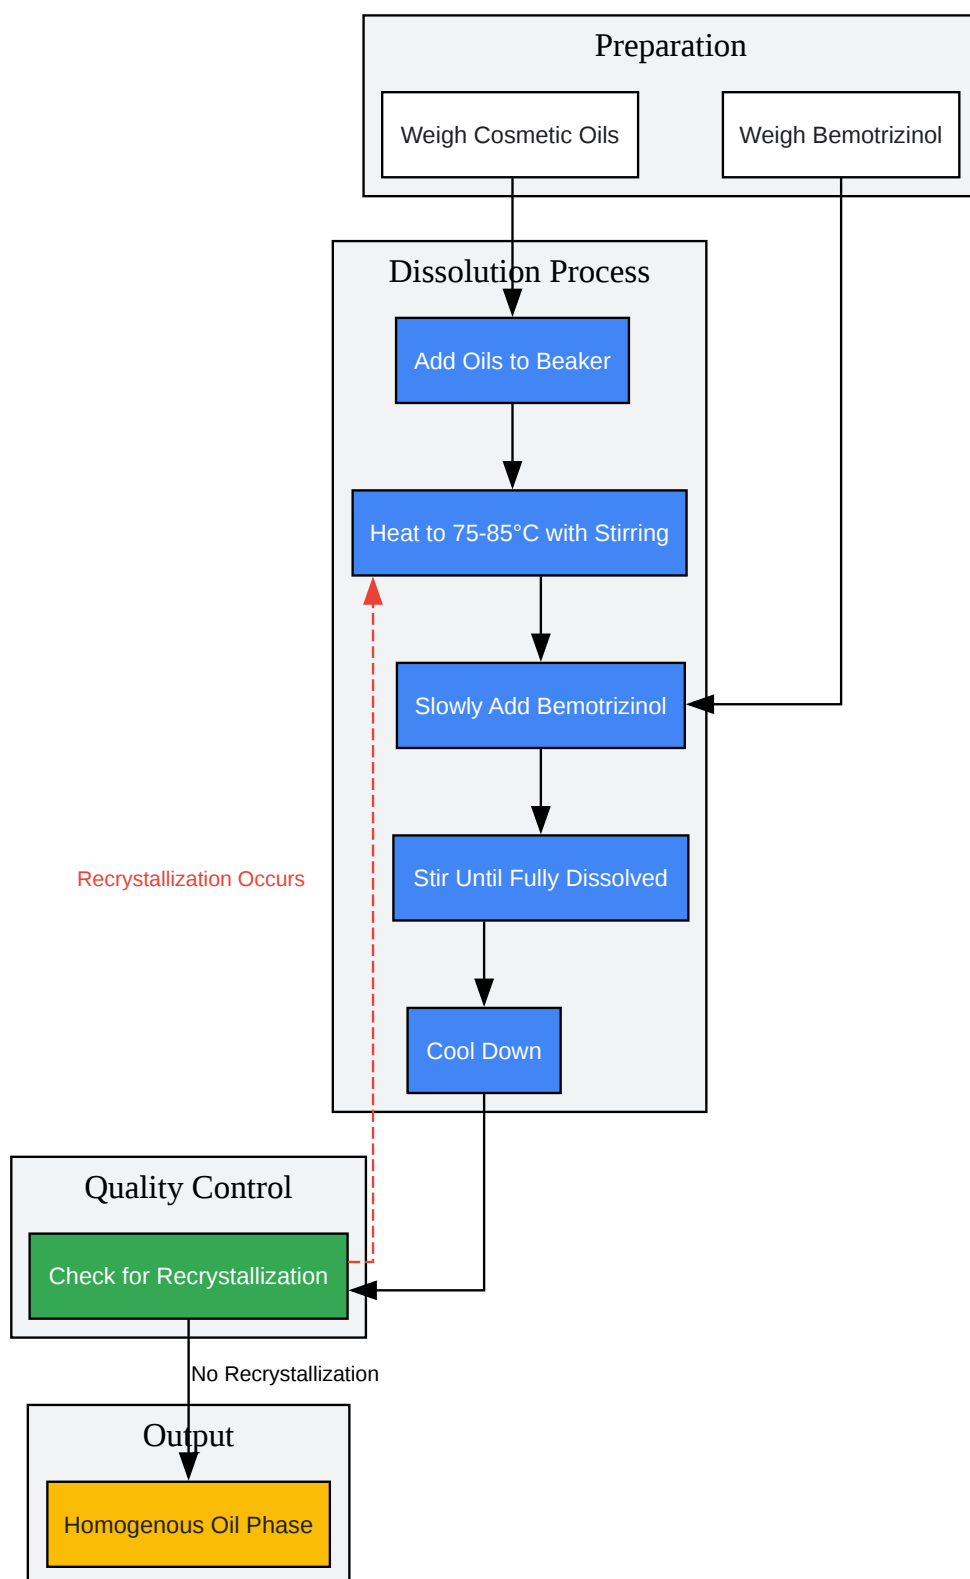 Preparation
Weigh Cosmetic Oils
Weigh Bemotrizinol
Dissolution Process
Add Oils to Beaker
Heat to 75-85°C with Stirring
Slowly Add Bemotrizinol
Recrystallization Occurs
Stir Until Fully Dissolved
Cool Down
Quality Control
Check for Recrystallization
No Recrystallization
Output
Homogenous Oil Phase